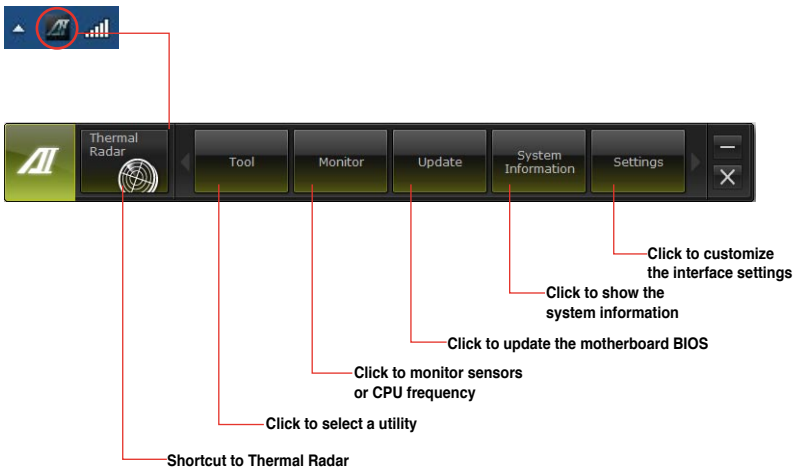 Thermal
Radar
Tool
Monitor
Update
System
Information
Settings
Click to customize
the interface settings
Click to show the
system information
Click to update the motherboard BIOS
Click to monitor sensors
or CPU frequency
Click to select a utility
Shortcut to Thermal Radar